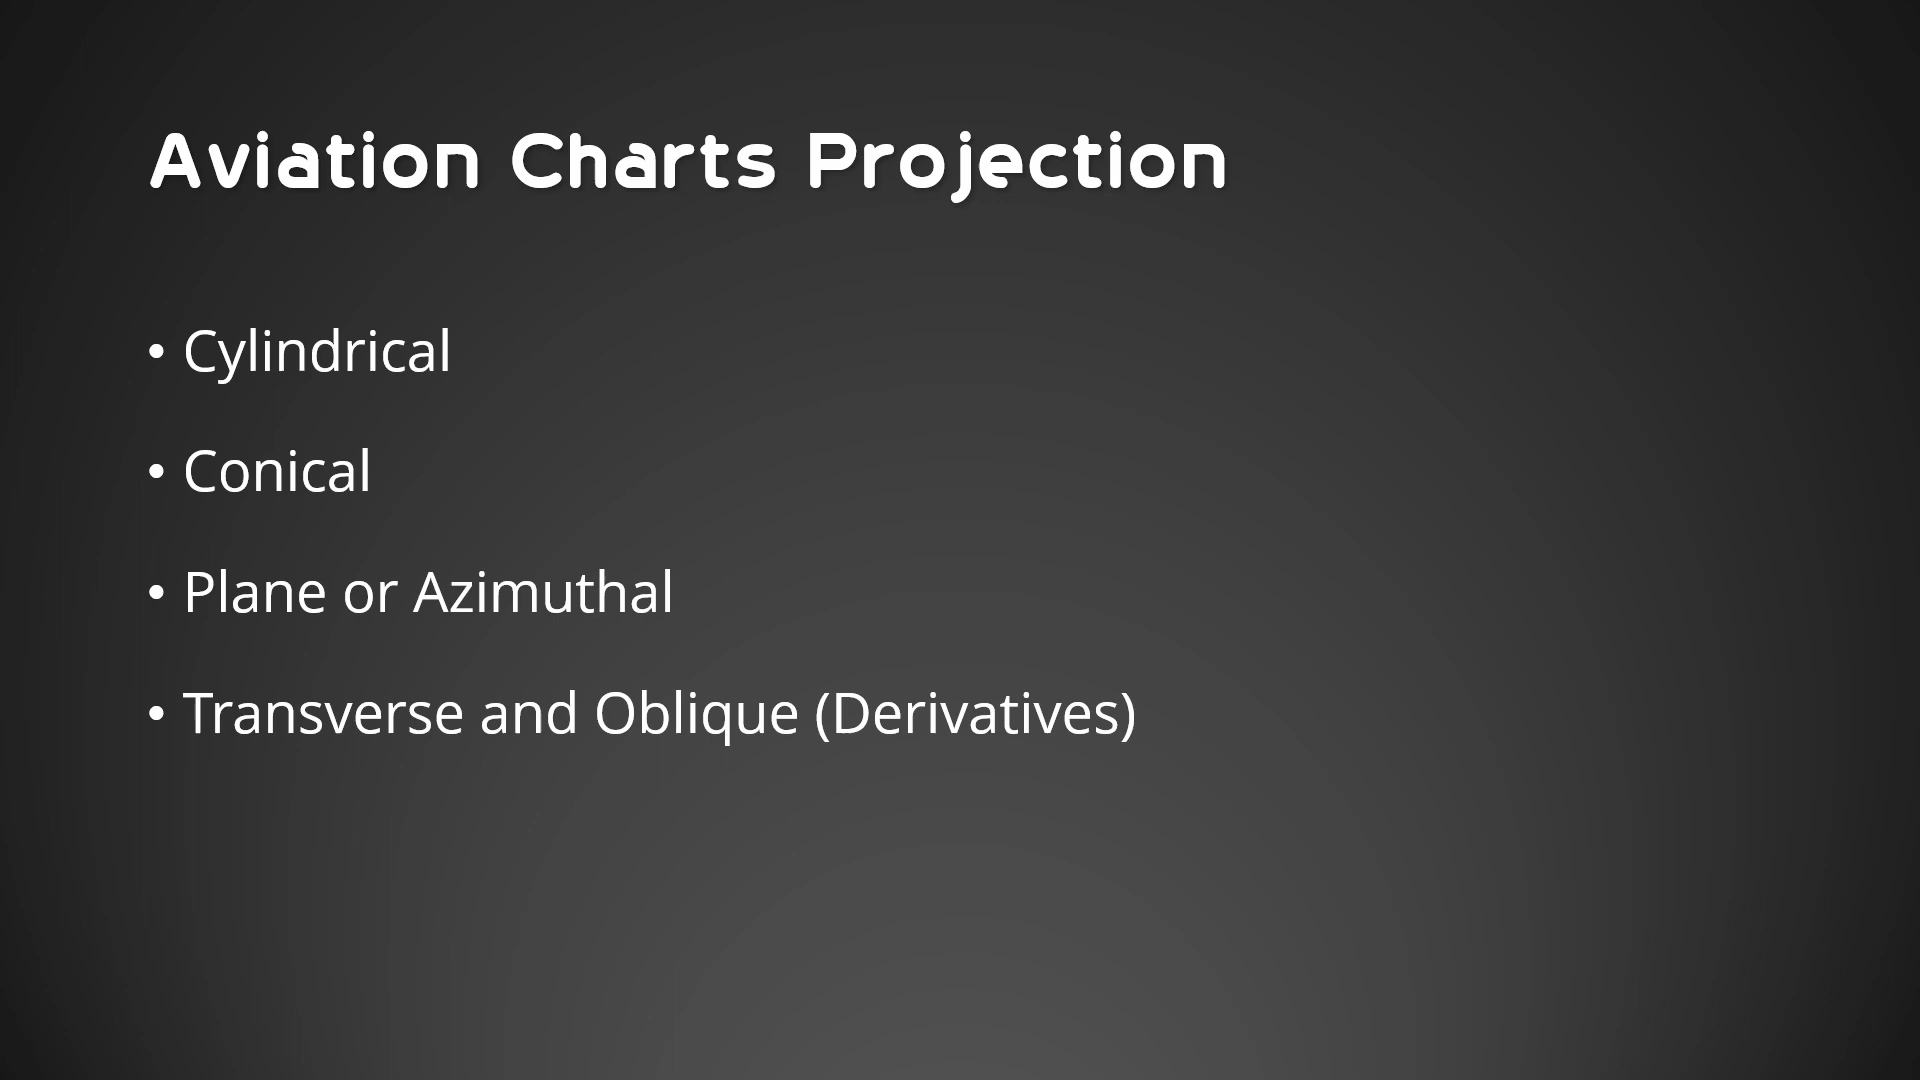 Aviation Charts Projection
• Cylindrical
• Conical
• Plane or Azimuthal
• Transverse and Oblique (Derivatives)